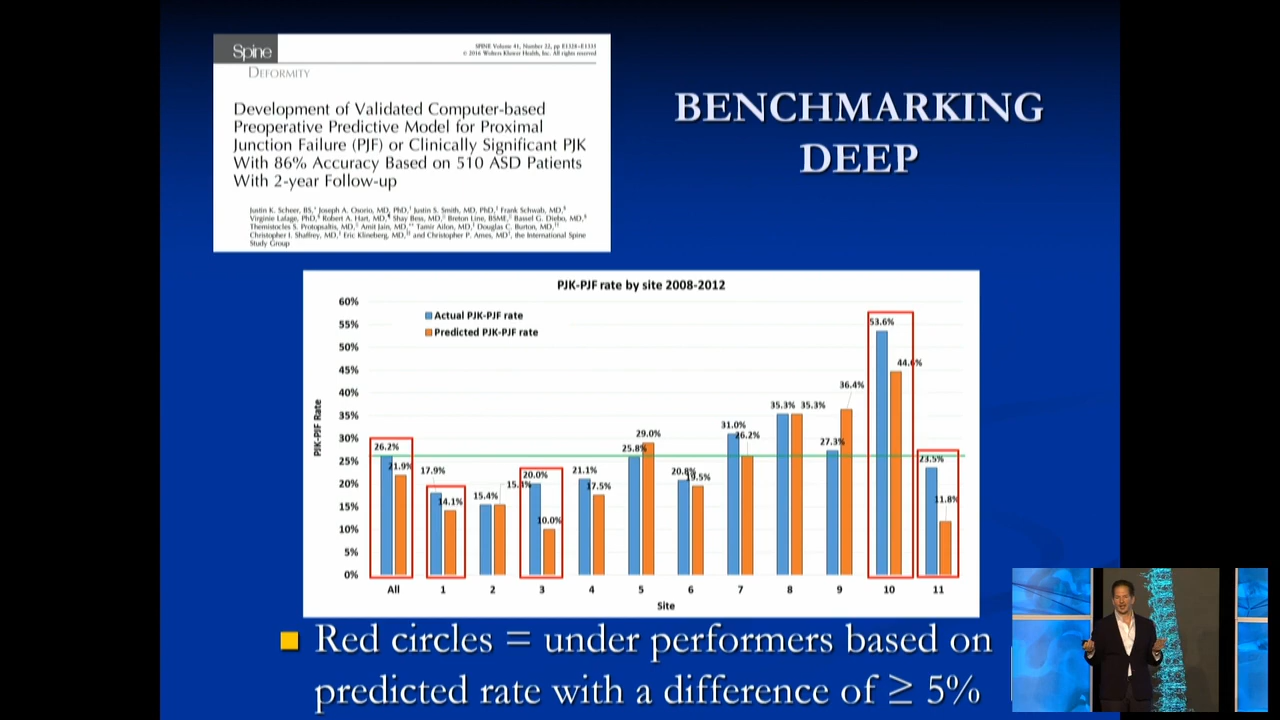 Spine
SPINE Volume 41, Number 22, pp E1328–E1335
© 2016 Wolters Kluwer Health, Inc. All rights reserved
DEFORMITY
Development of Validated Computer-based
Preoperative Predictive Model for Proximal
Junction Failure (PJF) or Clinically Significant PJK
With 86% Accuracy Based on 510 ASD Patients
With 2-year Follow-up
Justin K. Scheer, BS, Joseph A. Osorio, MD, PhD, Justin S. Smith, MD, PhD, Frank Schwab, MD,
Virginie Lafage, PhD, Robert A. Hart, MD, Shay Bess, MD, Breton Line, BSME, Bassel G. Diebo, MD,
Themistocles S. Protopsaltis, MD, Amit Jain, MD, Tamir Ailon, MD, Douglas C. Burton, MD,
Christopher I. Shaffrey, MD, Eric Klineberg, MD, and Christopher P. Ames, MD, the International Spine
Study Group
BENCHMARKING
DEEP
PJK-PJF rate by site 2008-2012
Actual PJK-PJF rate
Predicted PJK-PJF rate
PJK-PJF Rate
60%
55%
50%
45%
40%
35%
30%
25%
20%
15%
10%
5%
0%
26.2%
21.9%
17.9%
14.1%
15.4%
20.0%
10.0%
21.1%
17.5%
25.8%
29.0%
20.8%
19.5%
31.0%
26.2%
35.3%
35.3%
27.3%
36.4%
53.6%
23.5%
11.8%
All 1 2 3 4 5 6 7 8 9 10 11
Site
Red circles = under performers based on
predicted rate with a difference of ≥ 5%